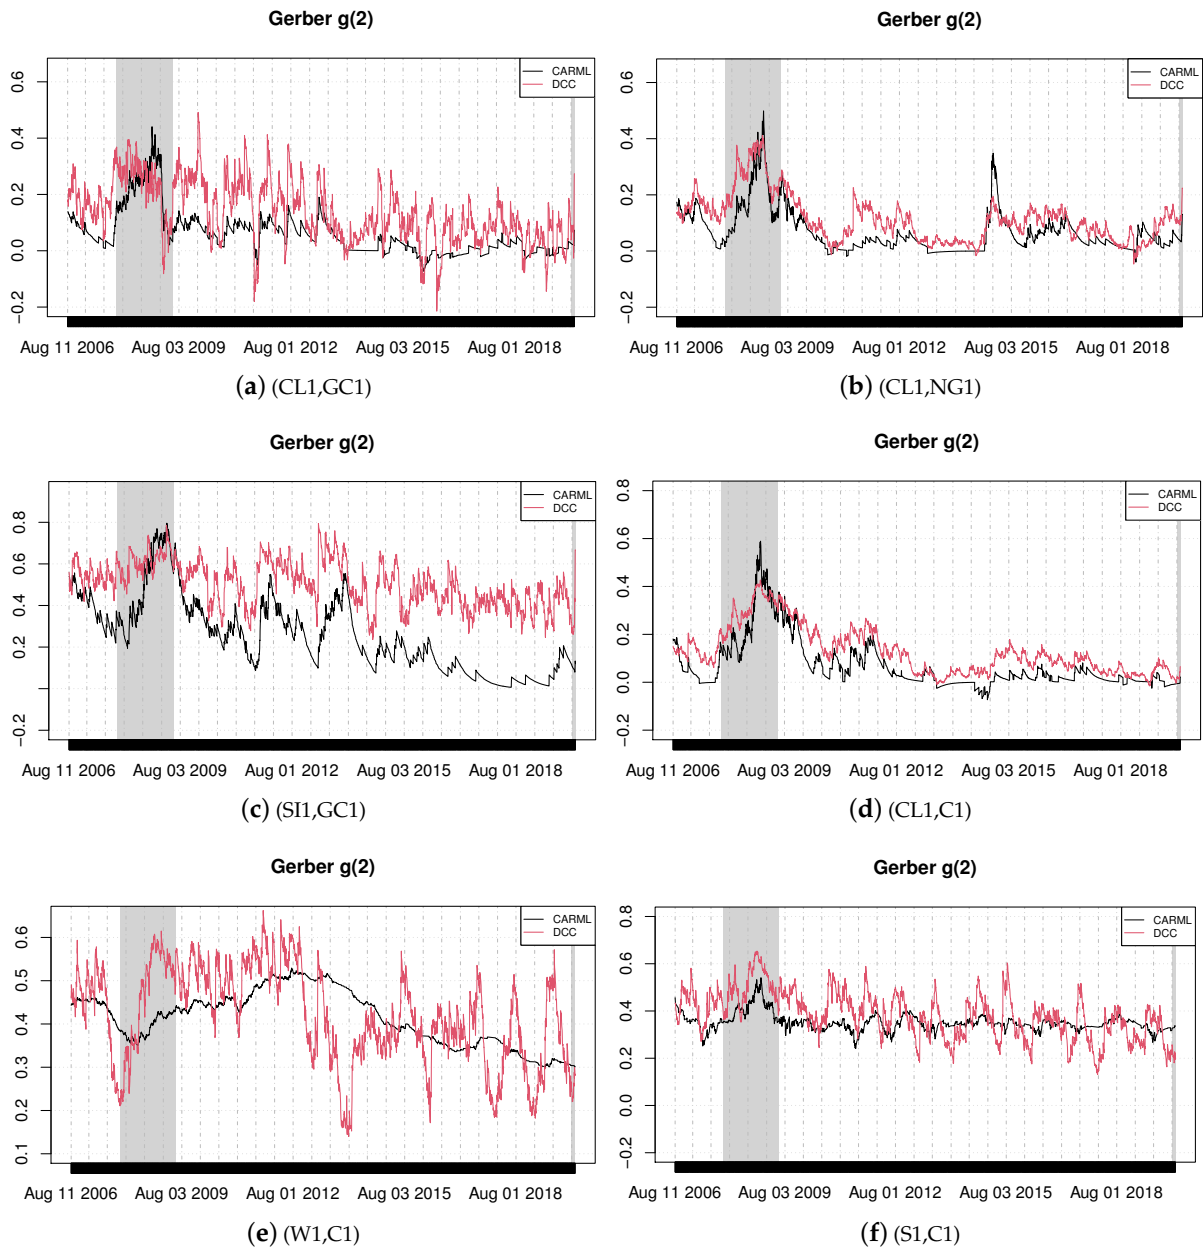 Gerber g(2)
0.6
0.4
0.2
0.0
−0.2
CARML
DCC
Aug 11 2006 Aug 03 2009 Aug 01 2012 Aug 03 2015 Aug 01 2018
(a) (CL1,GC1)
Gerber g(2)
0.6
0.4
0.2
0.0
−0.2
CARML
DCC
Aug 11 2006 Aug 03 2009 Aug 01 2012 Aug 03 2015 Aug 01 2018
(b) (CL1,NG1)
Gerber g(2)
0.8
0.6
0.4
0.2
−0.2
CARML
DCC
Aug 11 2006 Aug 03 2009 Aug 01 2012 Aug 03 2015 Aug 01 2018
(c) (SI1,GC1)
Gerber g(2)
0.8
0.6
0.4
0.2
0.0
−0.2
CARML
DCC
Aug 11 2006 Aug 03 2009 Aug 01 2012 Aug 03 2015 Aug 01 2018
(d) (CL1,C1)
Gerber g(2)
0.6
0.5
0.4
0.3
0.2
0.1
CARML
DCC
Aug 11 2006 Aug 03 2009 Aug 01 2012 Aug 03 2015 Aug 01 2018
(e) (W1,C1)
Gerber g(2)
0.8
0.6
0.4
0.2
0.0
−0.2
CARML
DCC
Aug 11 2006 Aug 03 2009 Aug 01 2012 Aug 03 2015 Aug 01 2018
(f) (S1,C1)